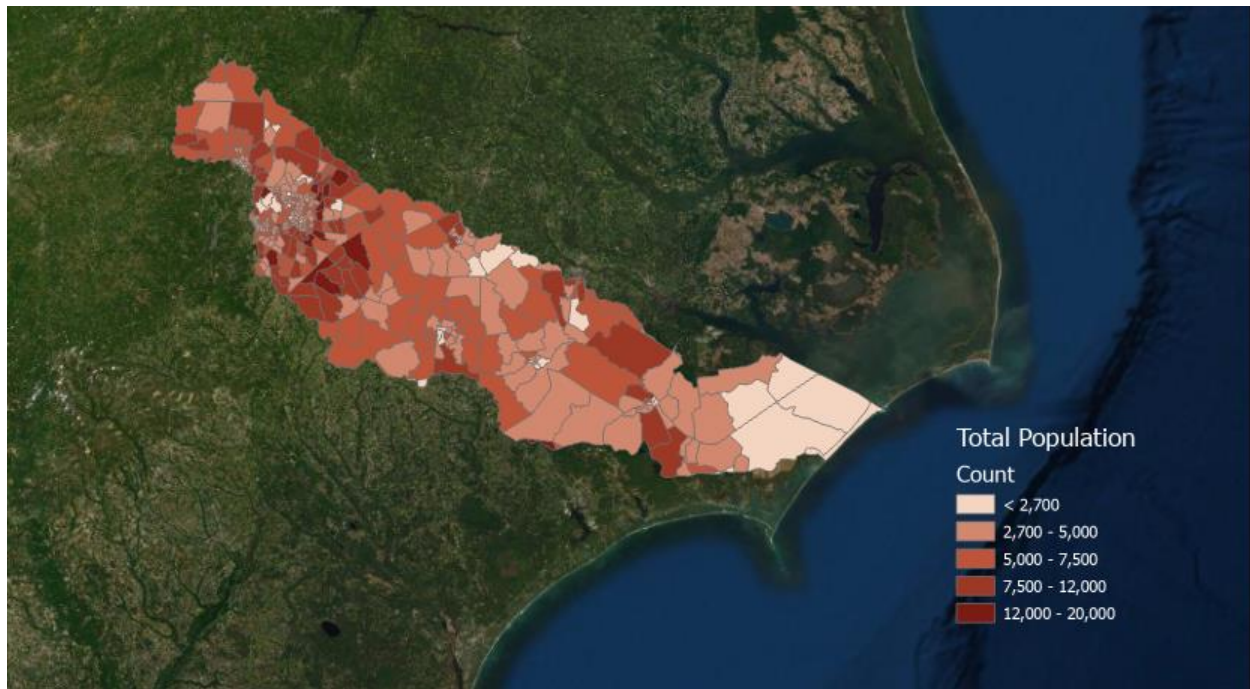 Total Population
Count
< 2,700
2,700 - 5,000
5,000 - 7,500
7,500 - 12,000
12,000 - 20,000